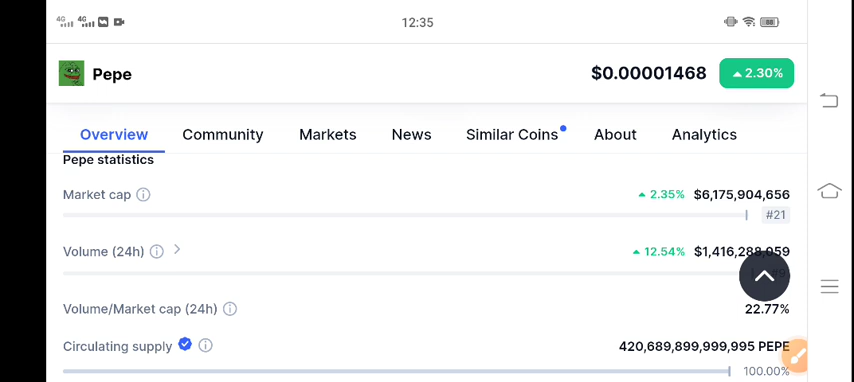 4G 4G 12:35
Pepe $0.00001468 2.30%
Overview Community Markets News Similar Coins About Analytics
Pepe statistics
Market cap 2.35% $6,175,904,656
#21
Volume (24h) 12.54% $1,416,288,059
Volume/Market cap (24h) 22.77%
Circulating supply 420,689,899,999,995 PEPE
100.00%